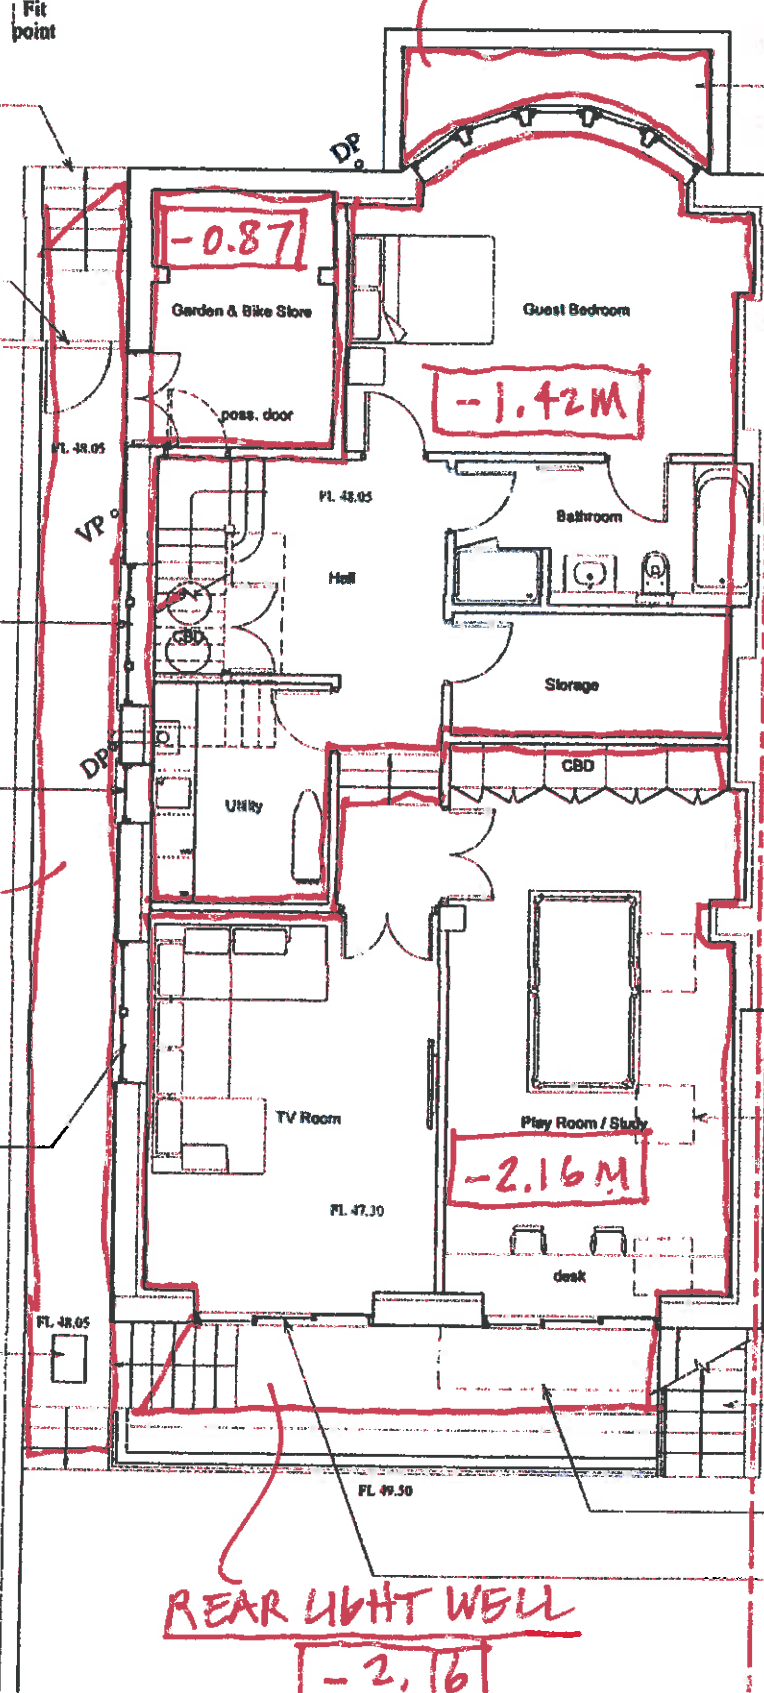 Fit
point
DP
-0.87
Garden & Bike Store
Guest Bedroom
-1.42M
poss. door
FL 48.05
FL 48.05
VP
Bathroom
Hall
CBD
Storage
DP
CBD
Utility
TV Room
Play Room / Study
-2.16M
FL 47.30
desk
FL 48.05
FL 49.50
REAR LIGHT WELL
-2.16